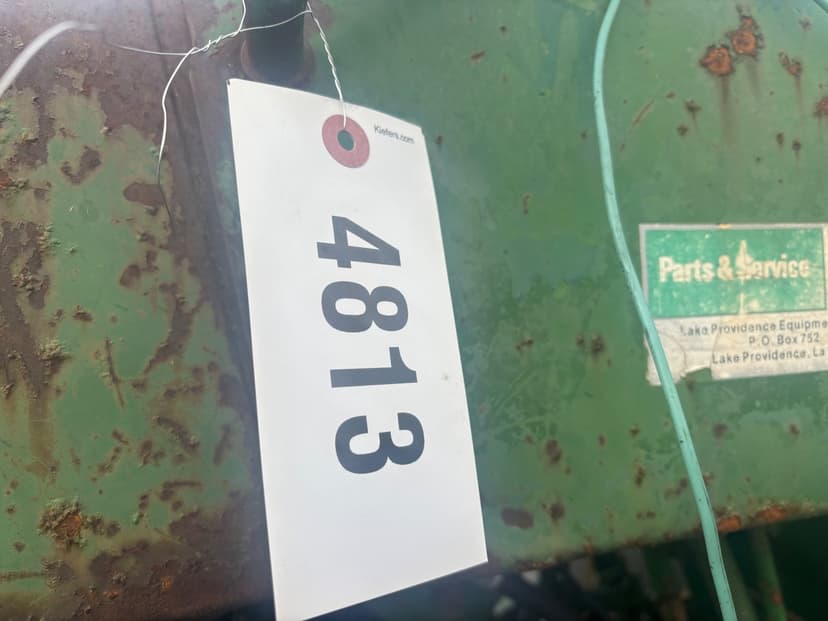 Kiefers.com
4813
Parts & Service
Lake Providence Equipme
P.O. Box 752
Lake Providence, La